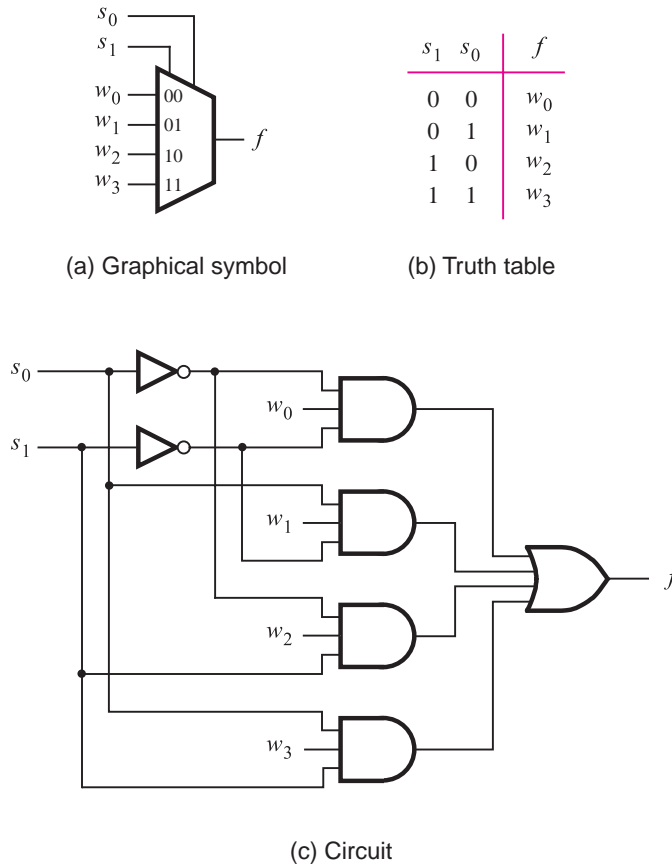 s0
s1
w0 00
w1 01
w2 10
w3 11
f
(a) Graphical symbol
s1 s0 f
0 0 w0
0 1 w1
1 0 w2
1 1 w3
(b) Truth table
s0
w0
s1
w1
f
w2
w3
(c) Circuit